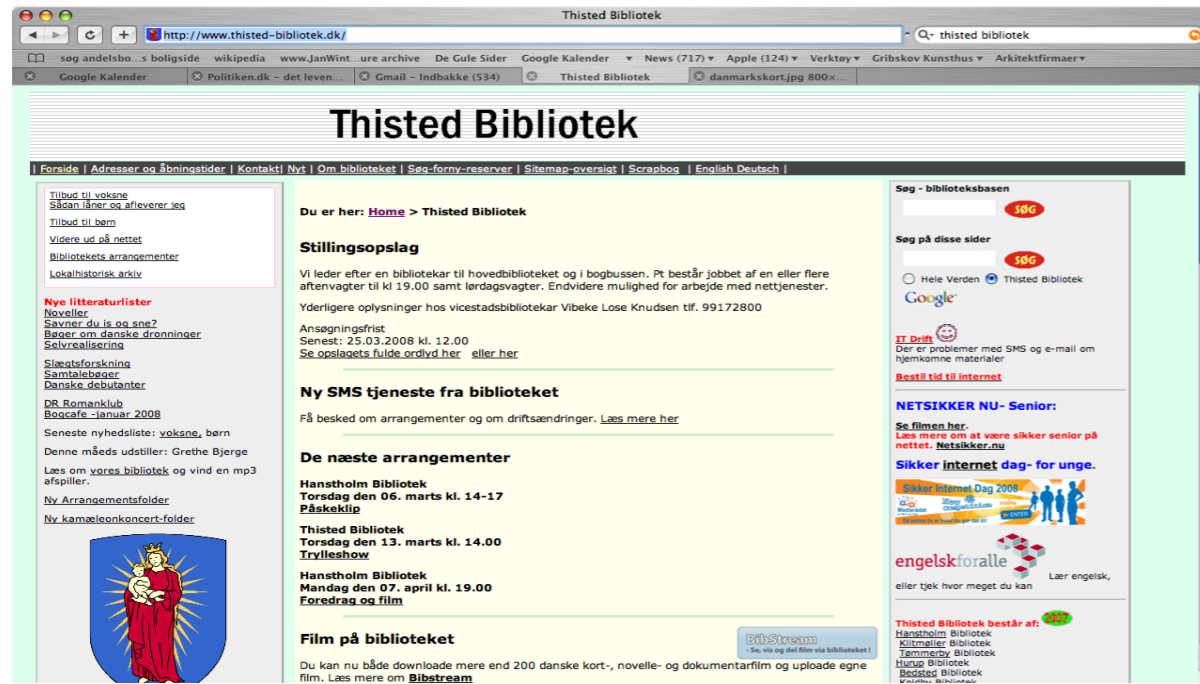 Thisted Bibliotek
http://www.thisted-bibliotek.dk/
thisted bibliotek
søg andelsbo...s boligside wikipedia www.JanWint...ure archive De Gule Sider Google Kalender News (717) Apple (124) Verktøy Gribskov Kunsthus Arkitektfirmaer
Google Kalender Politiken.dk – det leven... Gmail – Indbakke (534) Thisted Bibliotek danmarkskort.jpg 800×...
Thisted Bibliotek
| Forside | Adresser og åbningstider | Kontakt| Nyt | Om biblioteket | Søg-forny-reserver | Sitemap-oversigt | Scrapbog | English Deutsch |
Tilbud til voksne
Sådan låner og afleverer jeg
Tilbud til børn
Videre ud på nettet
Bibliotekets arrangementer
Lokalhistorisk arkiv
Nye litteraturlister
Noveller
Savner du is og sne?
Bøger om danske dronninger
Selvrealisering
Slægtsforskning
Samtalebøger
Danske debutanter
DR Romanklub
Bogcafe -januar 2008
Seneste nyhedsliste: voksne, børn
Denne måeds udstiller: Grethe Bjerge
Læs om vores bibliotek og vind en mp3
afspiller.
Ny Arrangementsfolder
Ny kamæleonkoncert-folder
Du er her: Home > Thisted Bibliotek
Stillingsopslag
Vi leder efter en bibliotekar til hovedbiblioteket og i bogbussen. Pt består jobbet af en eller flere
aftenvagter til kl 19.00 samt lørdagsvagter. Endvidere mulighed for arbejde med nettjenester.
Yderligere oplysninger hos vicestadsbibliotekar Vibeke Lose Knudsen tlf. 99172800
Ansøgningsfrist
Senest: 25.03.2008 kl. 12.00
Se opslagets fulde ordlyd her eller her
Ny SMS tjeneste fra biblioteket
Få besked om arrangementer og om driftsændringer. Læs mere her
De næste arrangementer
Hanstholm Bibliotek
Torsdag den 06. marts kl. 14-17
Påskeklip
Thisted Bibliotek
Torsdag den 13. marts kl. 14.00
Trylleshow
Hanstholm Bibliotek
Mandag den 07. april kl. 19.00
Foredrag og film
Film på biblioteket
BibStream
- Se, vis og del film via biblioteket !
Du kan nu både downloade mere end 200 danske kort-, novelle- og dokumentarfilm og uploade egne
film. Læs mere om Bibstream
Søg - biblioteksbasen
SØG
Søg på disse sider
SØG
Hele Verden Thisted Bibliotek
Google
IT Drift
Der er problemer med SMS og e-mail om
hjemkomne materialer
Bestil tid til internet
NETSIKKER NU- Senior:
Se filmen her.
Læs mere om at være sikker senior på
nettet. Netsikker.nu
Sikker internet dag- for unge.
Sikker Internet Dag 2008
ENTER
engelskforalle
Lær engelsk,
eller tjek hvor meget du kan
Thisted Bibliotek består af: 2007
Hanstholm Bibliotek
Klitmøller Bibliotek
Tømmerby Bibliotek
Hurup Bibliotek
Bedsted Bibliotek
Koldby Bibliotek